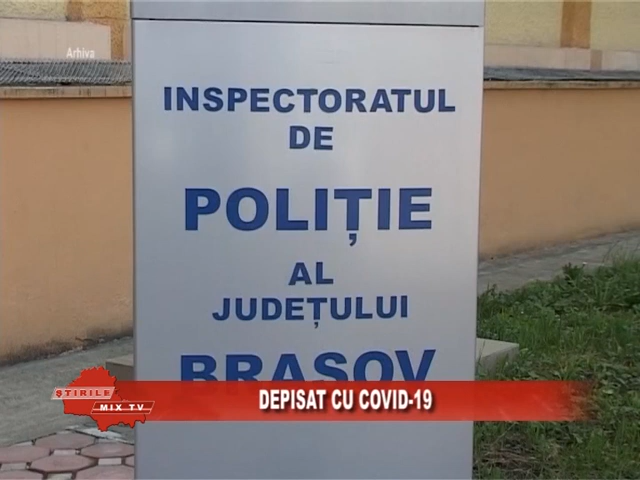 Arhiva
INSPECTORATUL
DE
POLIȚIE
AL
JUDEȚULUI
BRAȘOV
ȘTIRILE
MIX TV
DEPISAT CU COVID-19